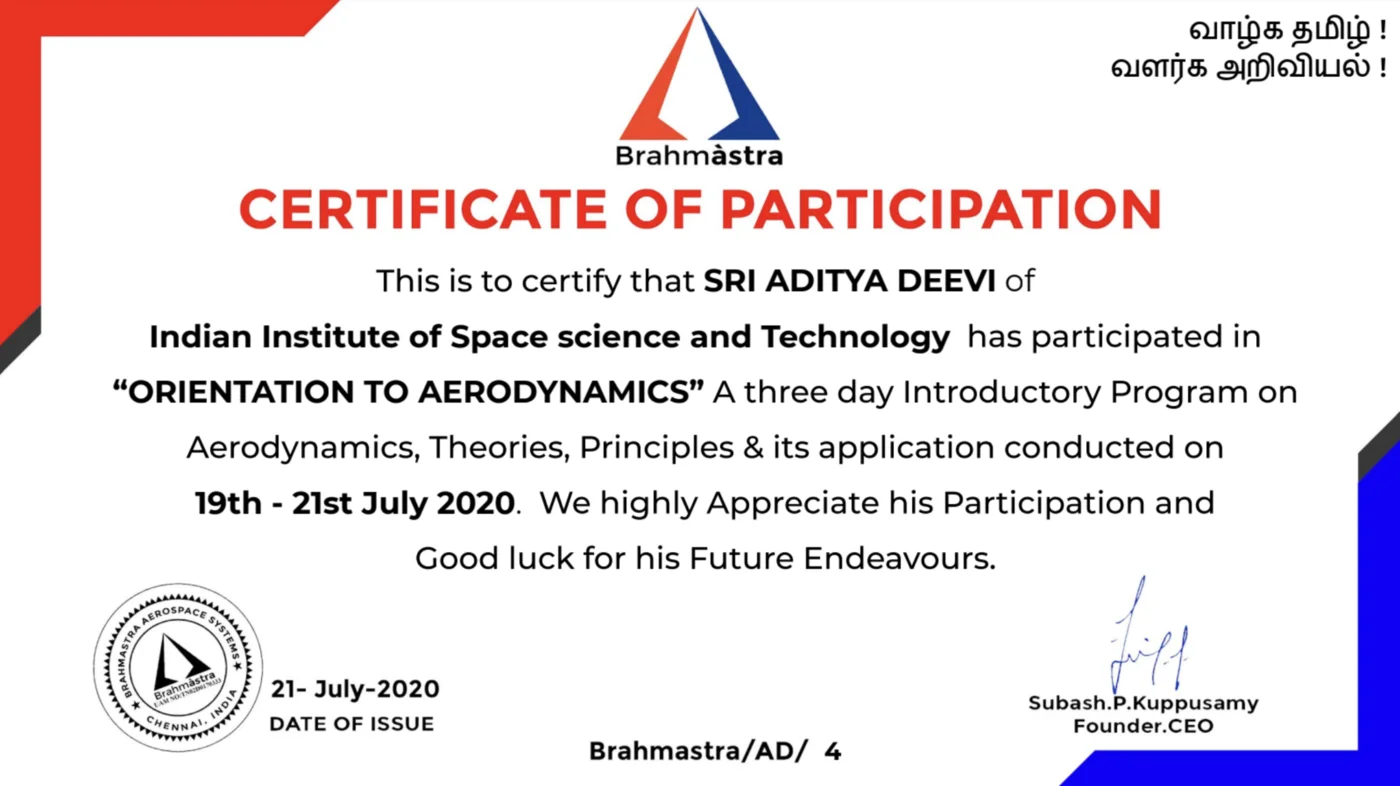 வாழ்க தமிழ் !
வளர்க அறிவியல் !
Brahmàstra
CERTIFICATE OF PARTICIPATION
This is to certify that SRI ADITYA DEEVI of
Indian Institute of Space science and Technology has participated in
“ORIENTATION TO AERODYNAMICS” A three day Introductory Program on
Aerodynamics, Theories, Principles & its application conducted on
19th - 21st July 2020. We highly Appreciate his Participation and
Good luck for his Future Endeavours.
BRAHMASTRA AEROSPACE SYSTEMS
Brahmàstra
CHENNAI, INDIA
21- July-2020
DATE OF ISSUE
Subash.P.Kuppusamy
Founder.CEO
Brahmastra/AD/ 4